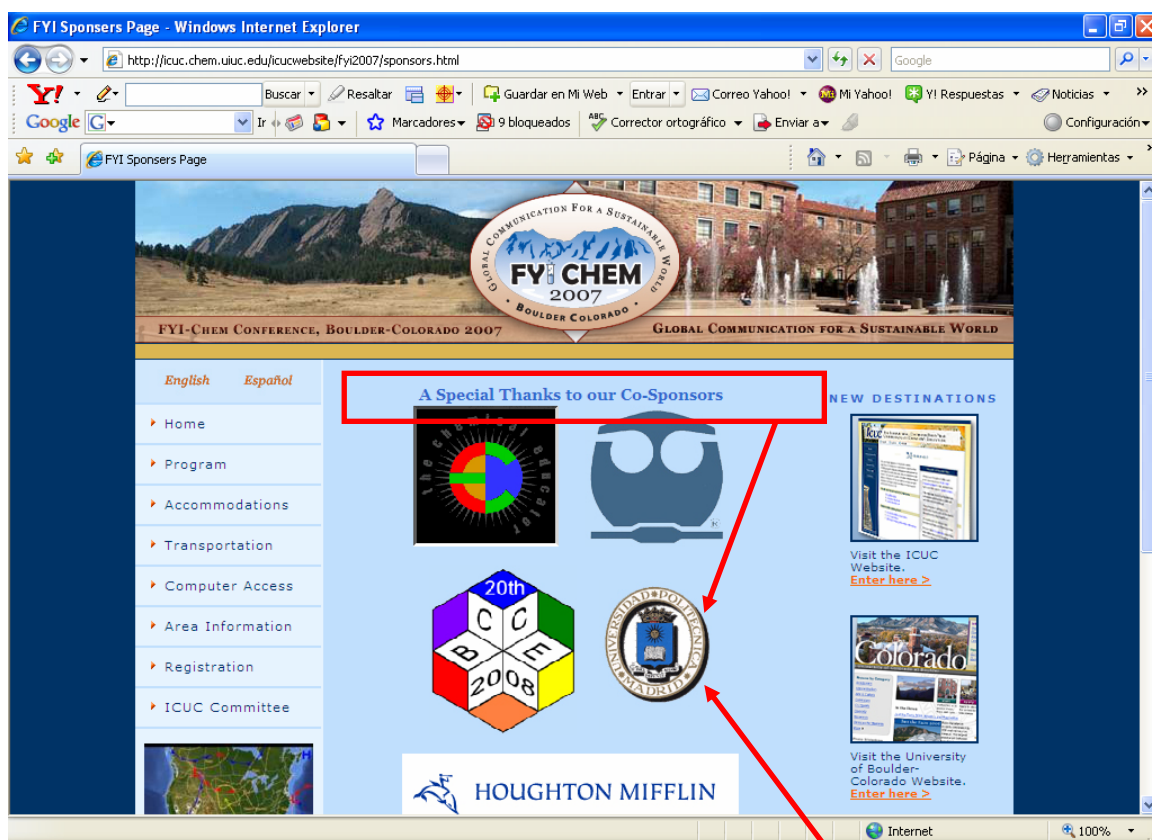 FYI Sponsers Page - Windows Internet Explorer
http://icuc.chem.uiuc.edu/icucwebsite/fyi2007/sponsors.html
Google
Y! Buscar Resaltar Guardar en Mi Web Entrar Correo Yahoo! Mi Yahoo! Y! Respuestas Noticias »
Google G Ir Marcadores 9 bloqueados ABC Corrector ortográfico Enviar a Configuración
FYI Sponsers Page
Página Herramientas »
GLOBAL COMMUNICATION FOR A SUSTAINABLE WORLD
FYI CHEM
2007
BOULDER COLORADO
FYI-CHEM CONFERENCE, BOULDER-COLORADO 2007
GLOBAL COMMUNICATION FOR A SUSTAINABLE WORLD
English Español
Home
Program
Accommodations
Transportation
Computer Access
Area Information
Registration
ICUC Committee
A Special Thanks to our Co-Sponsors
the chemical educator
20th
C C
B E
2008
UNIVERSIDAD POLITECNICA
MADRID
HOUGHTON MIFFLIN
NEW DESTINATIONS
icuc
Visit the ICUC
Website.
Enter here >
Colorado
Visit the University
of Boulder-
Colorado Website.
Enter here >
H
L
Internet
100%